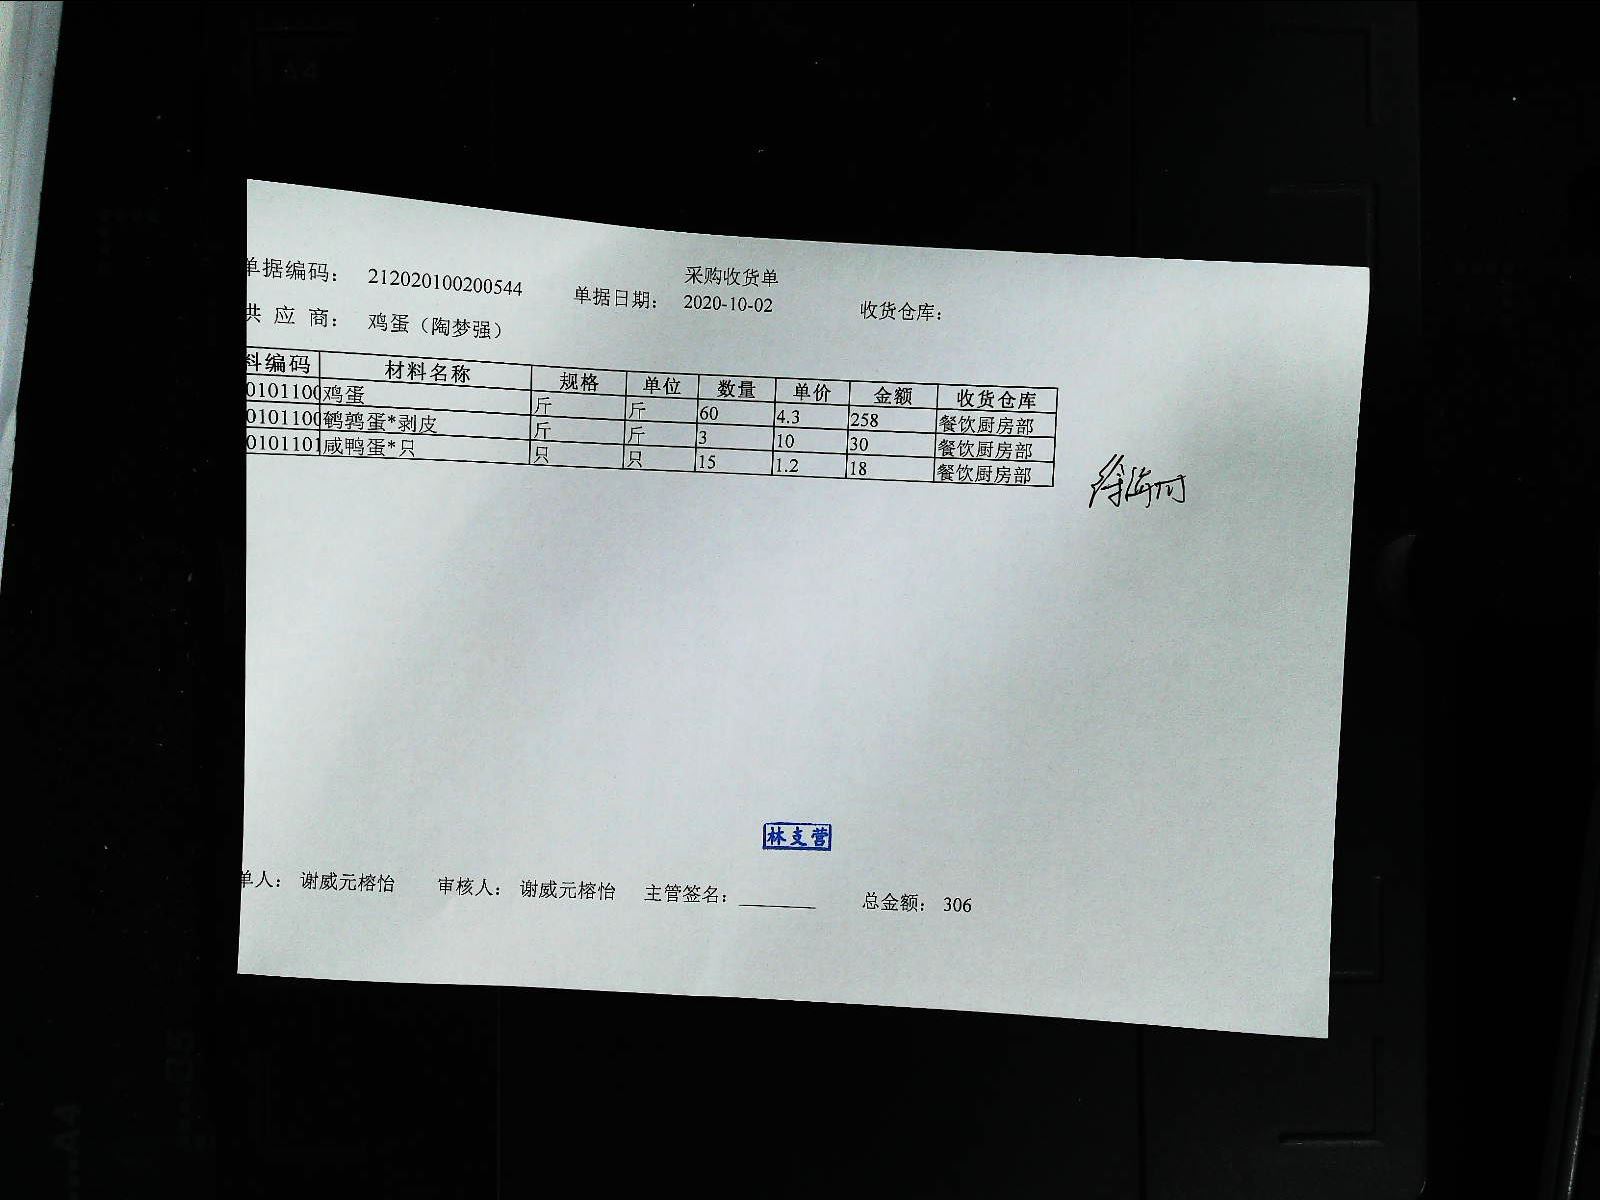 采购收货单
单据编码： 212020100200544 单据日期： 2020-10-02 收货仓库：
供 应 商： 鸡蛋（陶梦强）
料编码 材料名称 规格 单位 数量 单价 金额 收货仓库
0101100 鸡蛋 斤 斤 60 4.3 258 餐饮厨房部
0101100 鹌鹑蛋*剥皮 斤 斤 3 10 30 餐饮厨房部
0101101 咸鸭蛋*只 只 只 15 1.2 18 餐饮厨房部
林支营
单人： 谢威元榕怡 审核人： 谢威元榕怡 主管签名：________ 总金额： 306